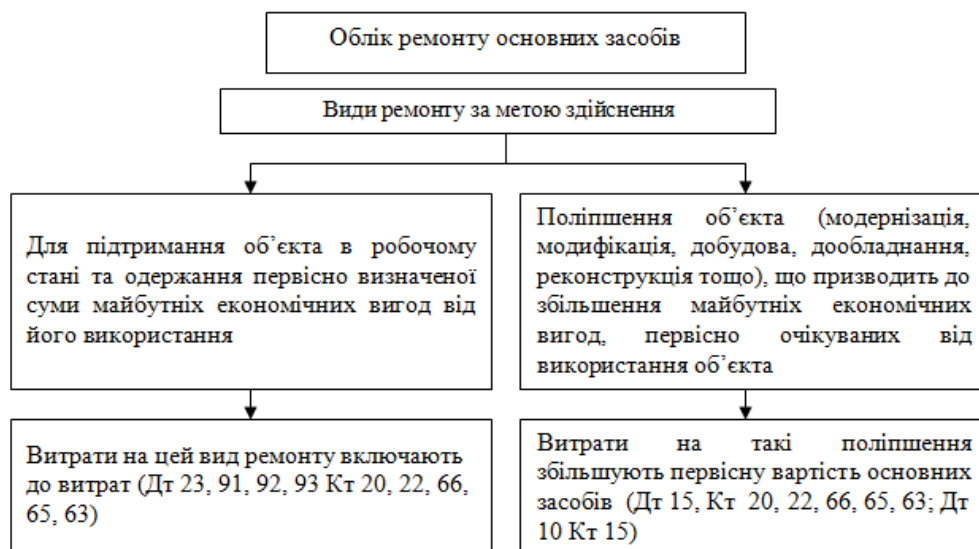 Облік ремонту основних засобів
Види ремонту за метою здійснення
Для підтримання об’єкта в робочому
стані та одержання первісно визначеної
суми майбутніх економічних вигод від
його використання
Поліпшення об’єкта (модернізація,
модифікація, добудова, дообладнання,
реконструкція тощо), що призводить до
збільшення майбутніх економічних
вигод, первісно очікуваних від
використання об’єкта
Витрати на цей вид ремонту включають
до витрат (Дт 23, 91, 92, 93 Кт 20, 22, 66,
65, 63)
Витрати на такі поліпшення
збільшують первісну вартість основних
засобів (Дт 15, Кт 20, 22, 66, 65, 63; Дт
10 Кт 15)